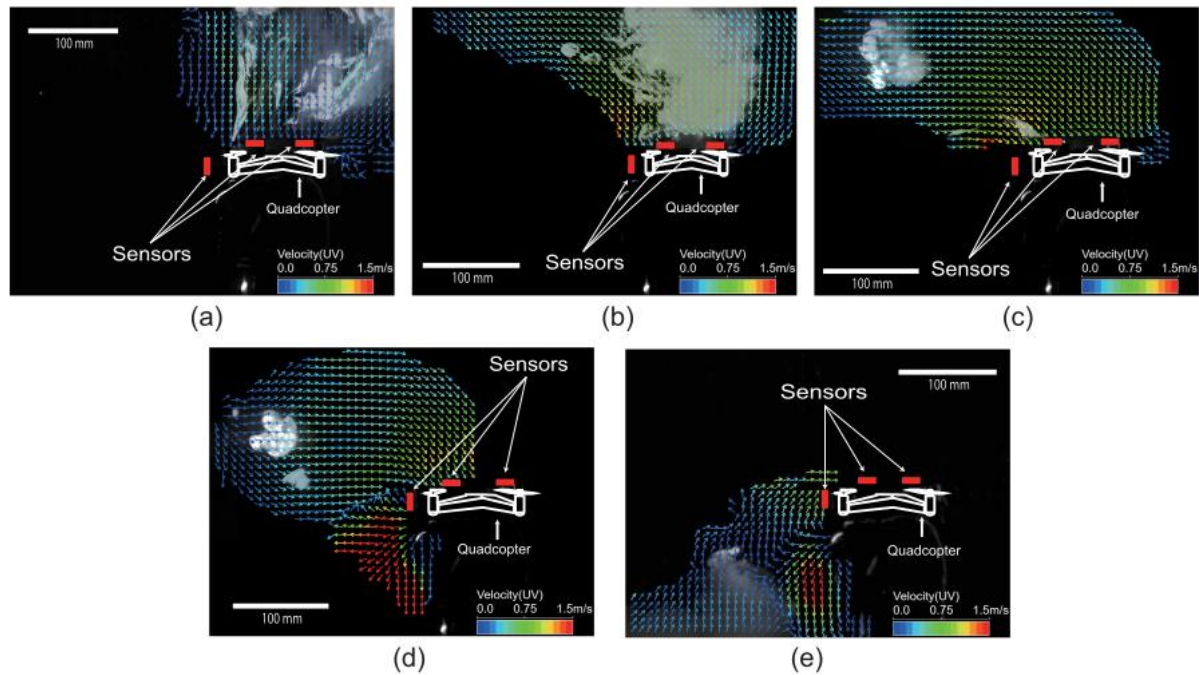 100 mm
Quadcopter
Sensors
Velocity(UV)
0.0 0.75 1.5m/s
(a)
Quadcopter
Sensors
100 mm
Velocity(UV)
0.0 0.75 1.5m/s
(b)
Quadcopter
Sensors
100 mm
Velocity(UV)
0.0 0.75 1.5m/s
(c)
Sensors
Quadcopter
100 mm
Velocity(UV)
0.0 0.75 1.5m/s
(d)
100 mm
Sensors
Quadcopter
Velocity(UV)
0.0 0.75 1.5m/s
(e)